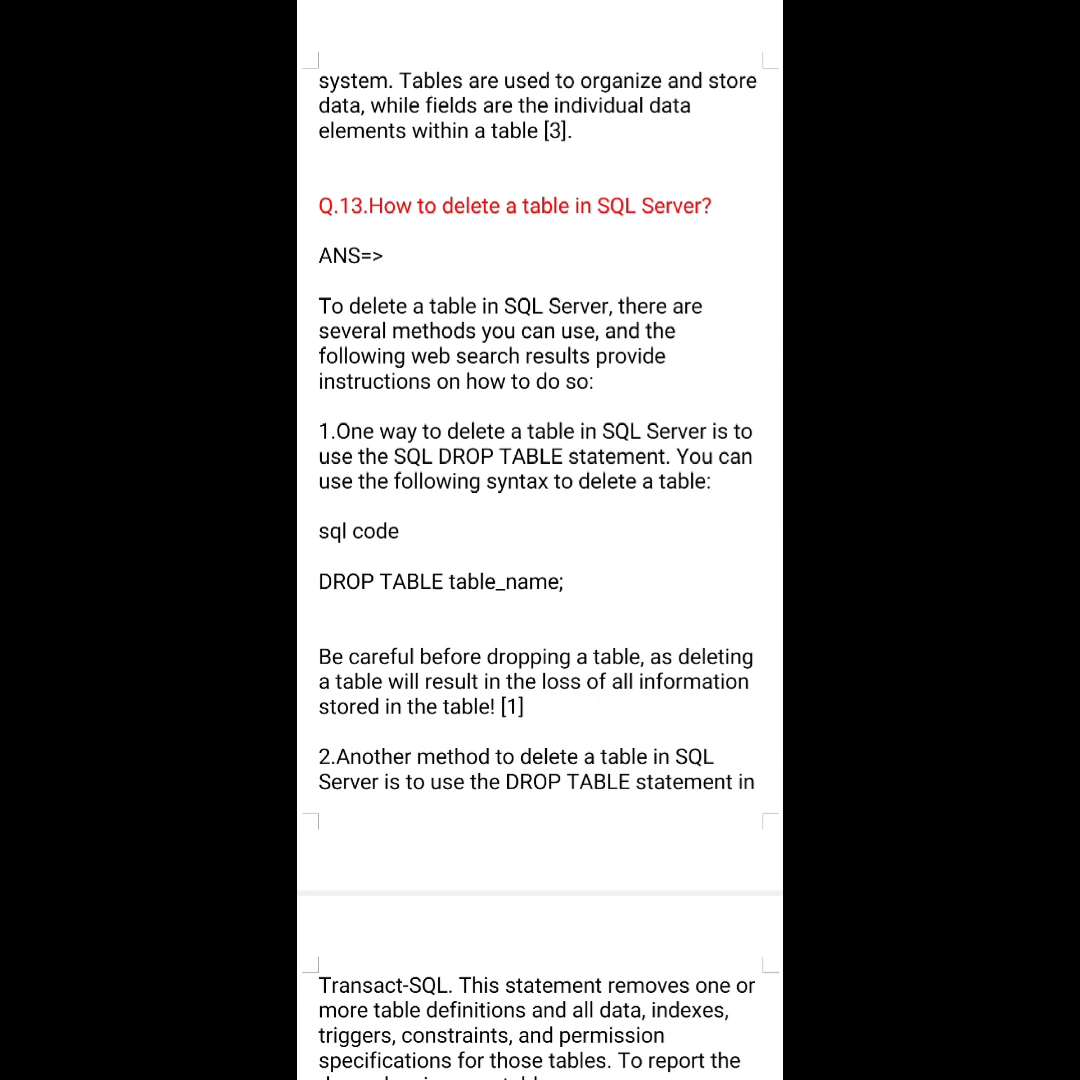 system. Tables are used to organize and store
data, while fields are the individual data
elements within a table [3].
Q.13.How to delete a table in SQL Server?
ANS=>
To delete a table in SQL Server, there are
several methods you can use, and the
following web search results provide
instructions on how to do so:
1.One way to delete a table in SQL Server is to
use the SQL DROP TABLE statement. You can
use the following syntax to delete a table:
sql code
DROP TABLE table_name;
Be careful before dropping a table, as deleting
a table will result in the loss of all information
stored in the table! [1]
2.Another method to delete a table in SQL
Server is to use the DROP TABLE statement in
Transact-SQL. This statement removes one or
more table definitions and all data, indexes,
triggers, constraints, and permission
specifications for those tables. To report the